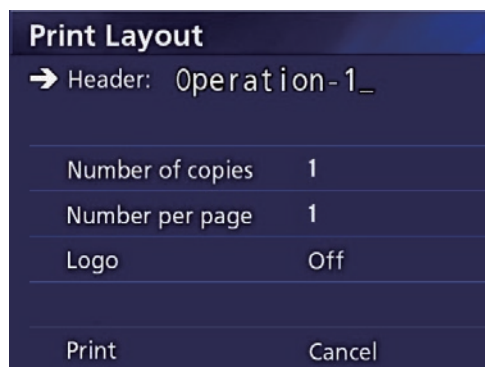 Print Layout
➔ Header: Operation-1_
Number of copies 1
Number per page 1
Logo Off
Print Cancel